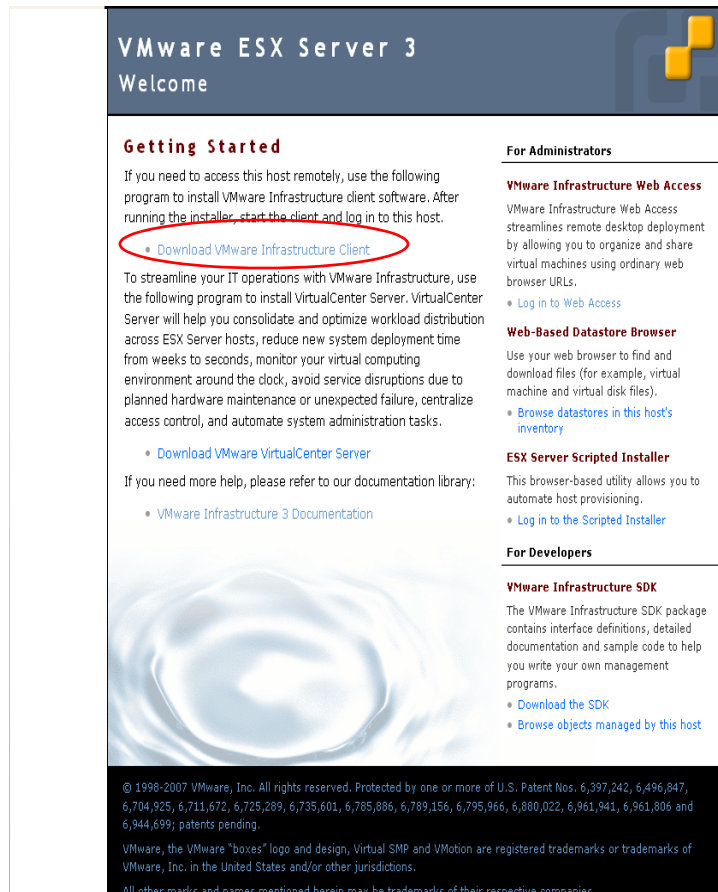 VMware ESX Server 3
Welcome
Getting Started
If you need to access this host remotely, use the following
program to install VMware Infrastructure client software. After
running the installer, start the client and log in to this host.
Download VMware Infrastructure Client
To streamline your IT operations with VMware Infrastructure, use
the following program to install VirtualCenter Server. VirtualCenter
Server will help you consolidate and optimize workload distribution
across ESX Server hosts, reduce new system deployment time
from weeks to seconds, monitor your virtual computing
environment around the clock, avoid service disruptions due to
planned hardware maintenance or unexpected failure, centralize
access control, and automate system administration tasks.
Download VMware VirtualCenter Server
If you need more help, please refer to our documentation library:
VMware Infrastructure 3 Documentation
For Administrators
VMware Infrastructure Web Access
VMware Infrastructure Web Access
streamlines remote desktop deployment
by allowing you to organize and share
virtual machines using ordinary web
browser URLs.
Log in to Web Access
Web-Based Datastore Browser
Use your web browser to find and
download files (for example, virtual
machine and virtual disk files).
Browse datastores in this host's
inventory
ESX Server Scripted Installer
This browser-based utility allows you to
automate host provisioning.
Log in to the Scripted Installer
For Developers
VMware Infrastructure SDK
The VMware Infrastructure SDK package
contains interface definitions, detailed
documentation and sample code to help
you write your own management
programs.
Download the SDK
Browse objects managed by this host
© 1998-2007 VMware, Inc. All rights reserved. Protected by one or more of U.S. Patent Nos. 6,397,242, 6,496,847,
6,704,925, 6,711,672, 6,725,289, 6,735,601, 6,785,886, 6,789,156, 6,795,966, 6,880,022, 6,961,941, 6,961,806 and
6,944,699; patents pending.
VMware, the VMware "boxes" logo and design, Virtual SMP and VMotion are registered trademarks or trademarks of
VMware, Inc. in the United States and/or other jurisdictions.
All other marks and names mentioned herein may be trademarks of their respective companies.